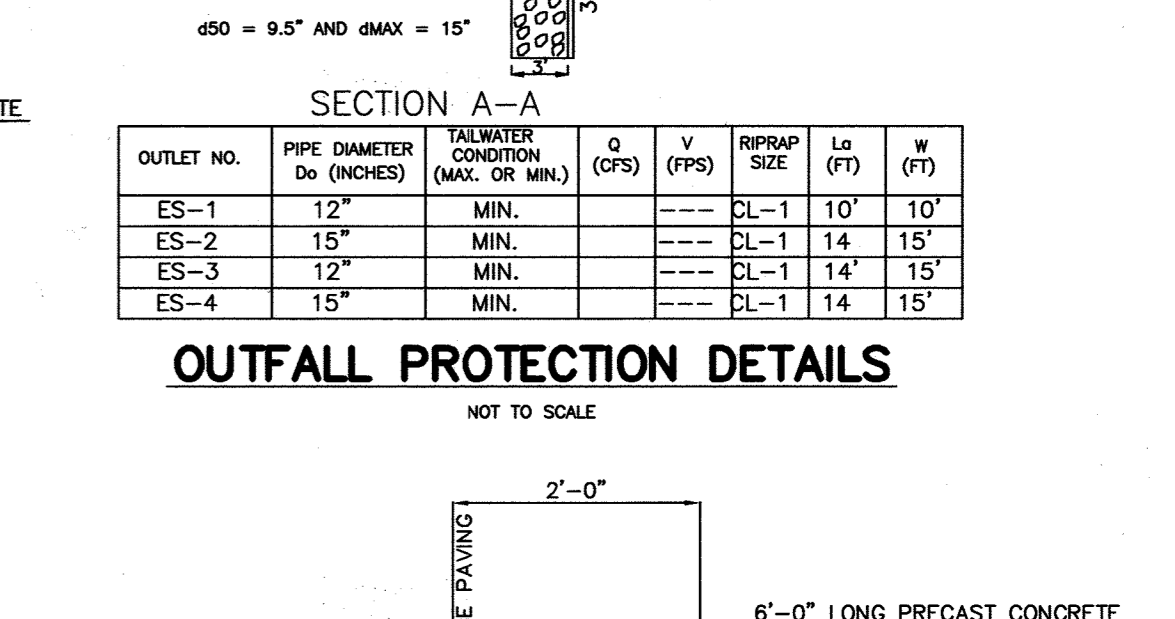 d50 = 9.5" AND dMAX = 15"
3'
TE
SECTION A-A
OUTLET NO. PIPE DIAMETER Do (INCHES) TAILWATER CONDITION (MAX. OR MIN.) Q (CFS) V (FPS) RIPRAP SIZE La (FT) W (FT)
ES-1 12" MIN. --- CL-1 10' 10'
ES-2 15" MIN. --- CL-1 14 15'
ES-3 12" MIN. --- CL-1 14' 15'
ES-4 15" MIN. --- CL-1 14 15'
OUTFALL PROTECTION DETAILS
NOT TO SCALE
2'-0"
E PAVING
6'-0" LONG PRECAST CONCRETE